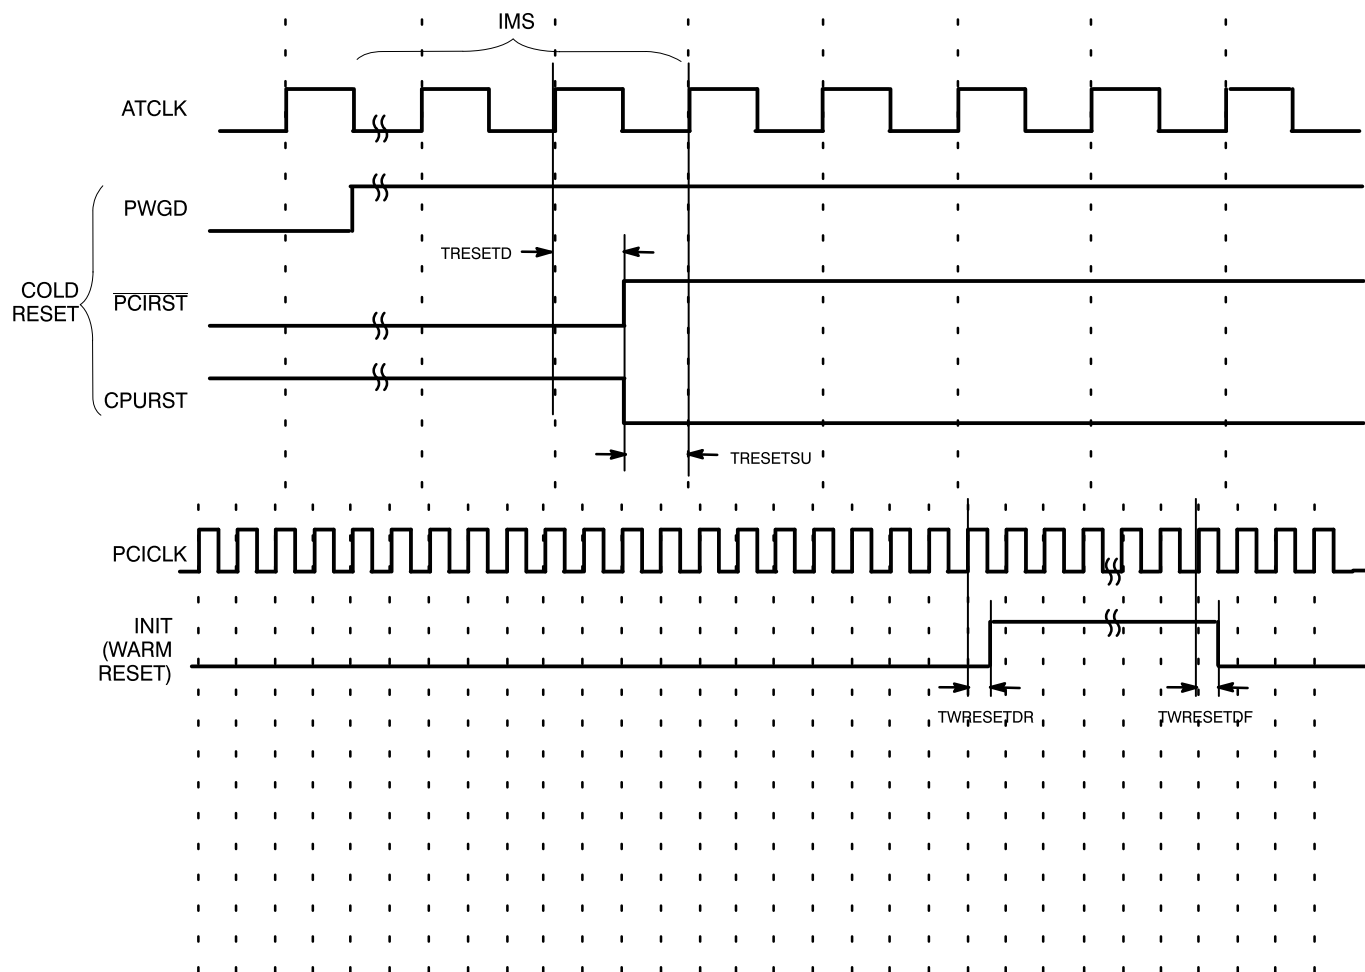 IMS
ATCLK
PWGD
TRESETD
COLD
RESET
PCIRST
CPURST
TRESETSU
PCICLK
INIT
(WARM
RESET)
TWRESETDR
TWRESETDF